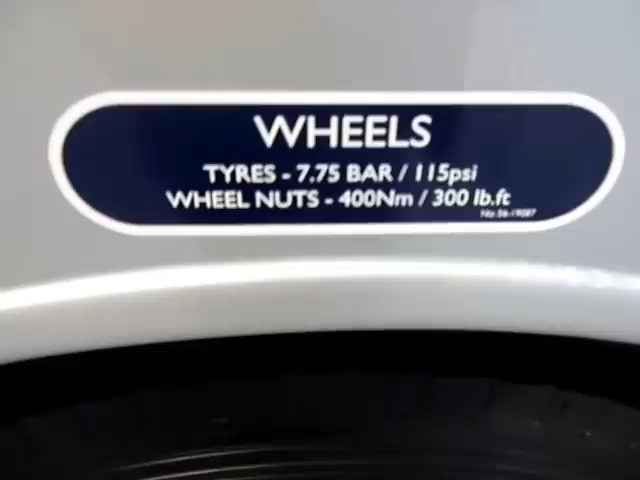 WHEELS
TYRES - 7.75 BAR / 115psi
WHEEL NUTS - 400Nm / 300 lb.ft